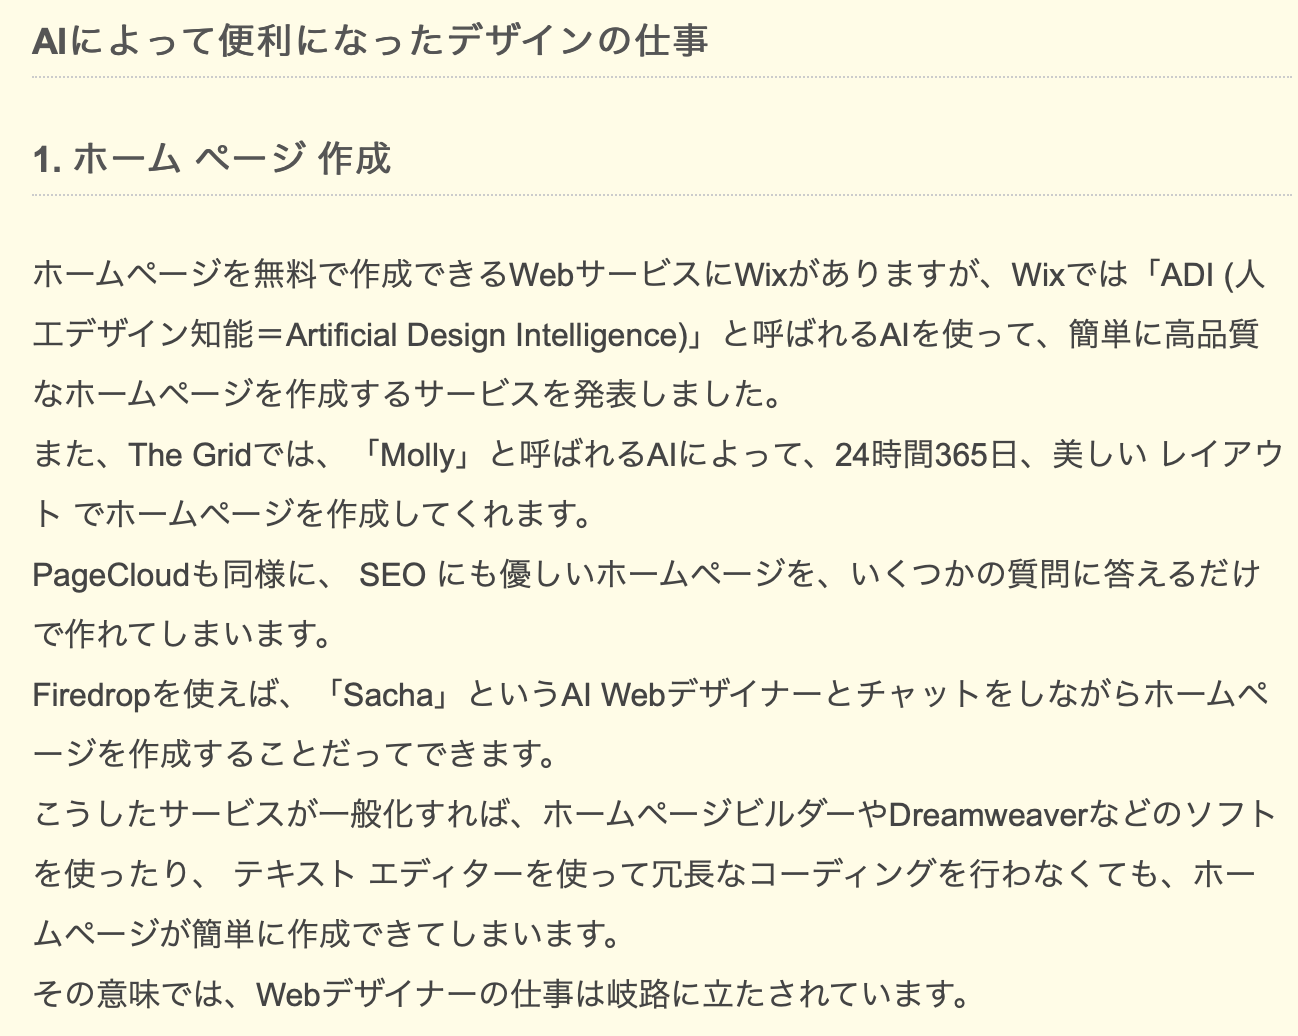 AIによって便利になったデザインの仕事
1. ホーム ページ 作成
ホームページを無料で作成できるWebサービスにWixがありますが、Wixでは「ADI (人
工デザイン知能＝Artificial Design Intelligence)」と呼ばれるAIを使って、簡単に高品質
なホームページを作成するサービスを発表しました。
また、The Gridでは、「Molly」と呼ばれるAIによって、24時間365日、美しい レイアウ
ト でホームページを作成してくれます。
PageCloudも同様に、 SEO にも優しいホームページを、いくつかの質問に答えるだけ
で作れてしまいます。
Firedropを使えば、「Sacha」というAI Webデザイナーとチャットをしながらホームペ
ージを作成することだってできます。
こうしたサービスが一般化すれば、ホームページビルダーやDreamweaverなどのソフト
を使ったり、 テキスト エディターを使って冗長なコーディングを行わなくても、ホー
ムページが簡単に作成できてしまいます。
その意味では、Webデザイナーの仕事は岐路に立たされています。